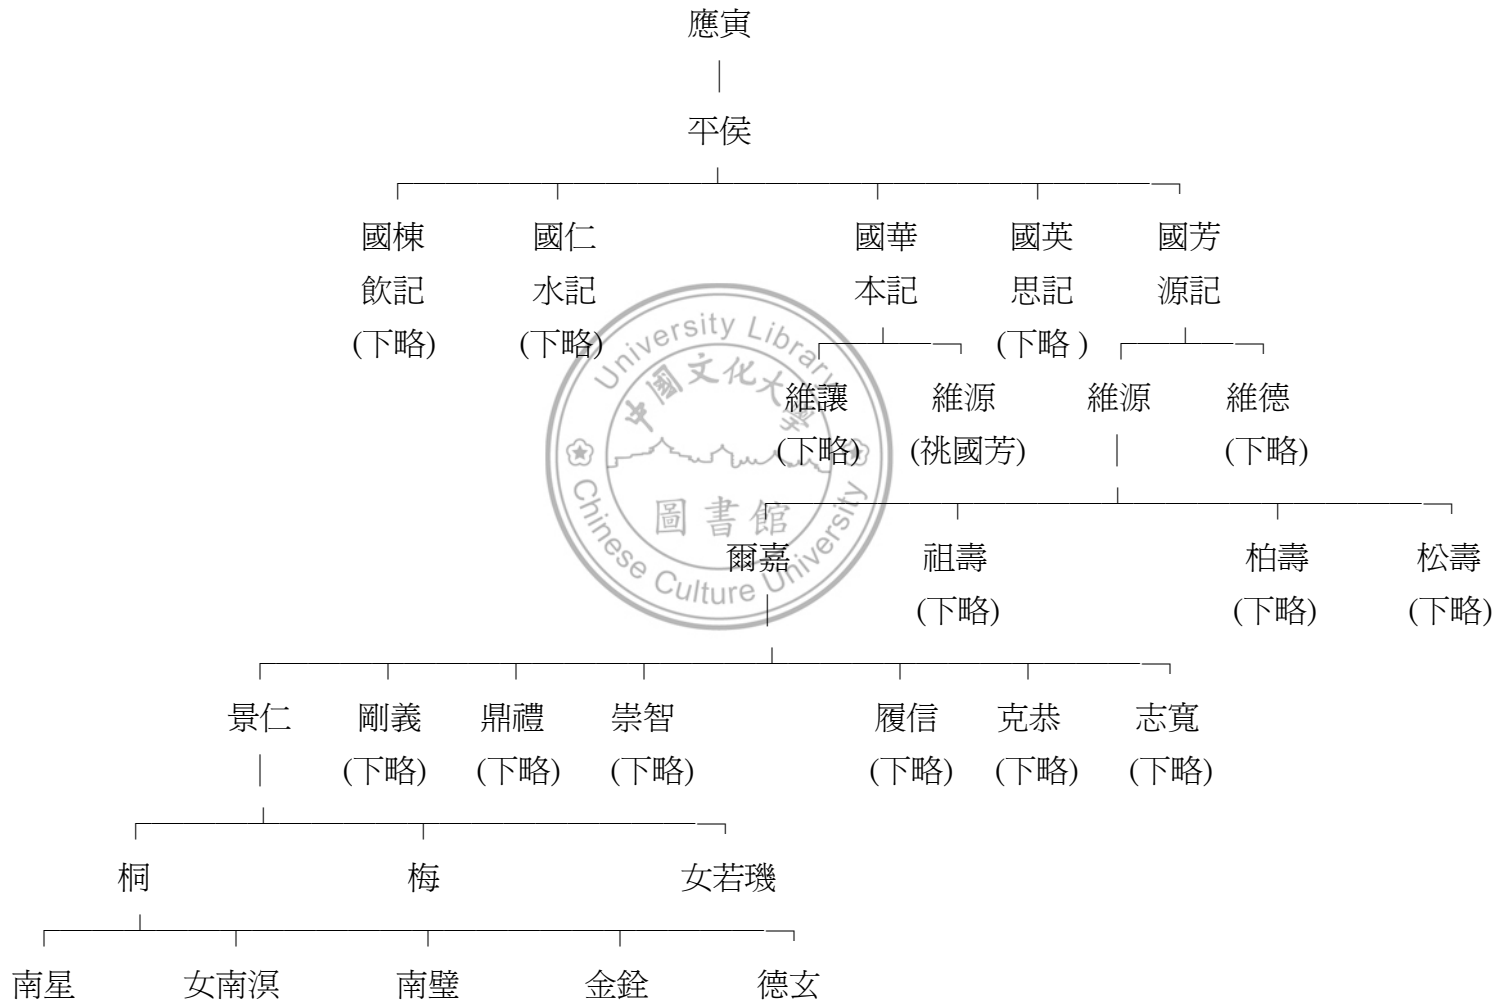 應寅
平侯
國棟 國仁 國華 國英 國芳
飲記 水記 本記 思記 源記
(下略) (下略) (下略 )
維讓 維源 維源 維德
(下略) (祧國芳) (下略)
爾嘉 祖壽 柏壽 松壽
(下略) (下略) (下略)
景仁 剛義 鼎禮 崇智 履信 克恭 志寬
(下略) (下略) (下略) (下略) (下略) (下略)
桐 梅 女若璣
南星 女南溟 南璧 金銓 德玄
University Library
中國文化大學
圖書館
Chinese Culture University